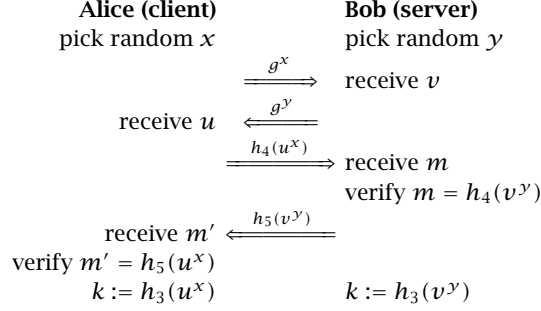 Alice (client) Bob (server)
pick random x pick random y
g^x
receive v
g^y
receive u
h_4(u^x)
receive m
verify m = h_4(v^y)
h_5(v^y)
receive m′
verify m′ = h_5(u^x)
k := h_3(u^x) k := h_3(v^y)